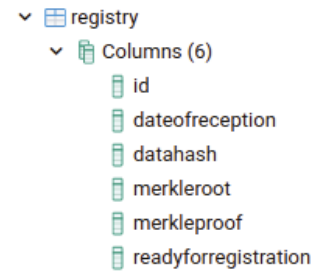 registry
Columns (6)
id
dateofreception
datahash
merkleroot
merkleproof
readyforregistration